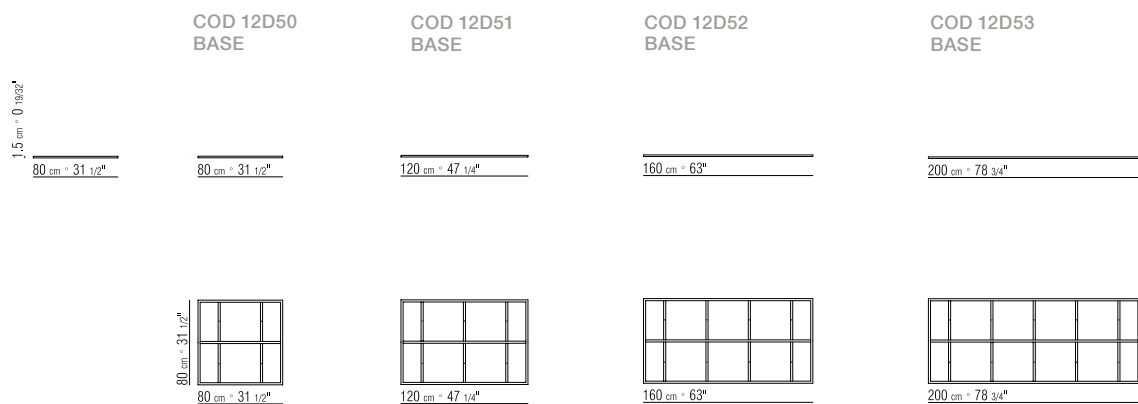 COD 12D50
BASE
COD 12D51
BASE
COD 12D52
BASE
COD 12D53
BASE
1.5 cm ° 0 19/32"
80 cm ° 31 1/2"
80 cm ° 31 1/2"
120 cm ° 47 1/4"
160 cm ° 63"
200 cm ° 78 3/4"
80 cm ° 31 1/2"
80 cm ° 31 1/2"
120 cm ° 47 1/4"
160 cm ° 63"
200 cm ° 78 3/4"